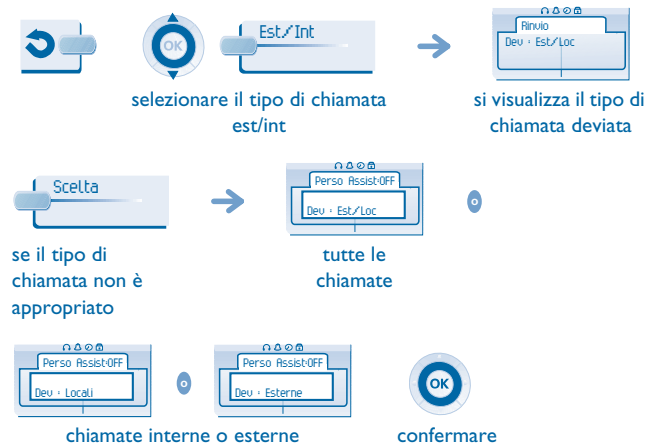 OK
Est/Int
Rinvio
Dev : Est/Loc
selezionare il tipo di chiamata
est/int
si visualizza il tipo di
chiamata deviata
Scelta
Perso Assist:OFF
Dev : Est/Loc
o
se il tipo di
chiamata non è
appropriato
tutte le
chiamate
Perso Assist:OFF
Dev : Locali
o
Perso Assist:OFF
Dev : Esterne
OK
chiamate interne o esterne
confermare